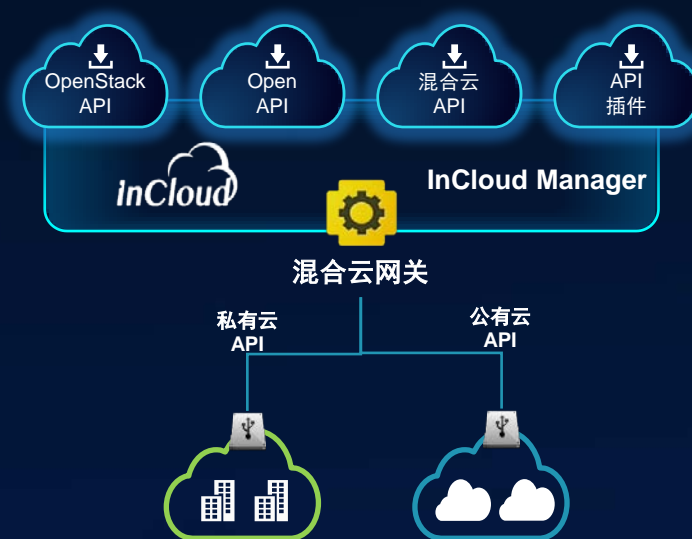 OpenStack
API
Open
API
混合云
API
API
插件
inCloud
InCloud Manager
混合云网关
私有云
API
公有云
API